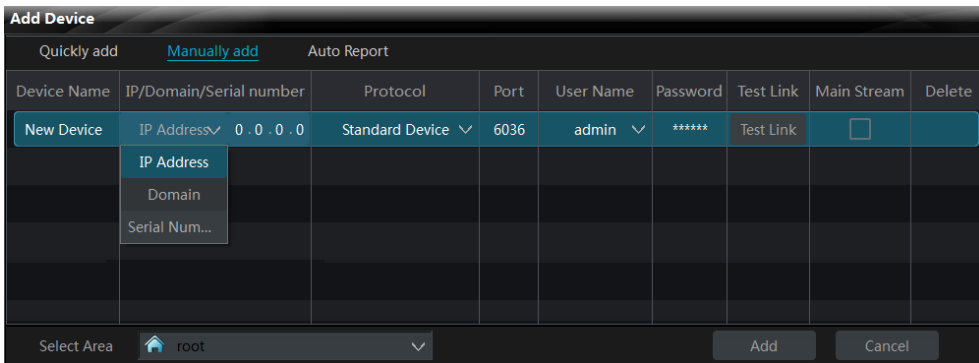 Add Device
Quickly add Manually add Auto Report
Device Name IP/Domain/Serial number Protocol Port User Name Password Test Link Main Stream Delete
New Device IP Address 0 . 0 . 0 . 0 Standard Device 6036 admin ****** Test Link
IP Address
Domain
Serial Num...
Select Area root Add Cancel